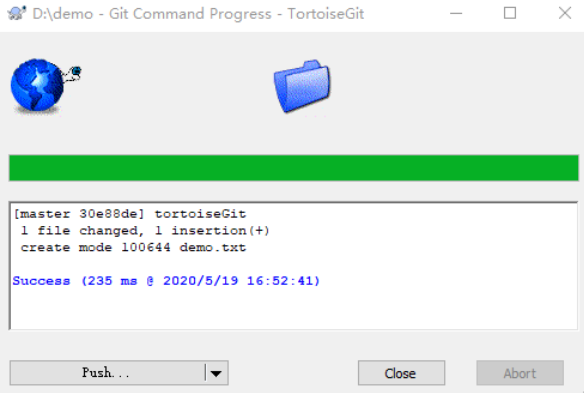 D:\demo - Git Command Progress - TortoiseGit
[master 30e88de] tortoiseGit
1 file changed, 1 insertion(+)
create mode 100644 demo.txt
Success (235 ms @ 2020/5/19 16:52:41)
Push...
Close
Abort